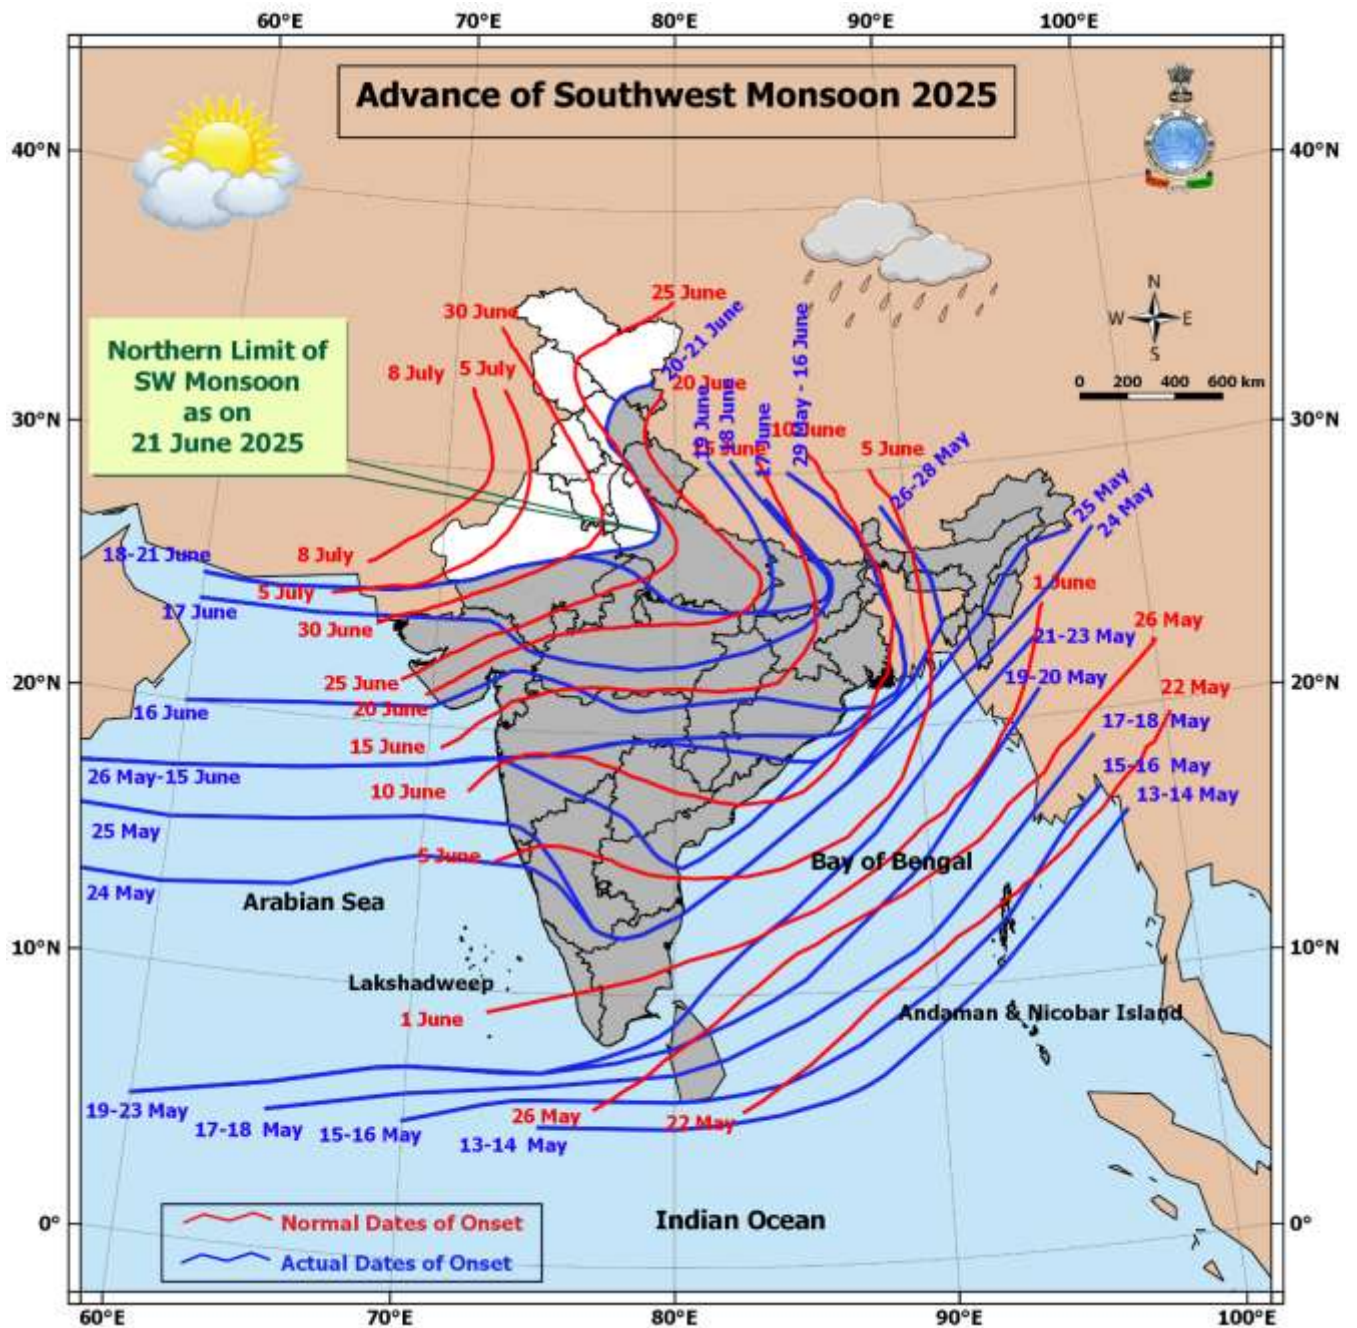 60°E
70°E
80°E
90°E
100°E
Advance of Southwest Monsoon 2025
40°N
40°N
N
W
E
S
0 200 400 600 km
25 June
30 June
20-21 June
Northern Limit of
SW Monsoon
as on
21 June 2025
8 July
5 July
20 June
19 June
18 June
17 June
29 May - 16 June
10 June
5 June
15 June
26-28 May
25 May
24 May
30°N
30°N
18-21 June
8 July
5 July
17 June
30 June
1 June
26 May
21-23 May
19-20 May
22 May
20°N
20°N
25 June
20 June
16 June
15 June
17-18 May
26 May-15 June
10 June
15-16 May
13-14 May
25 May
5 June
Bay of Bengal
24 May
Arabian Sea
10°N
10°N
Lakshadweep
1 June
Andaman & Nicobar Island
19-23 May
17-18 May
15-16 May
13-14 May
26 May
22 May
0°
0°
Indian Ocean
Normal Dates of Onset
Actual Dates of Onset
60°E
70°E
80°E
90°E
100°E